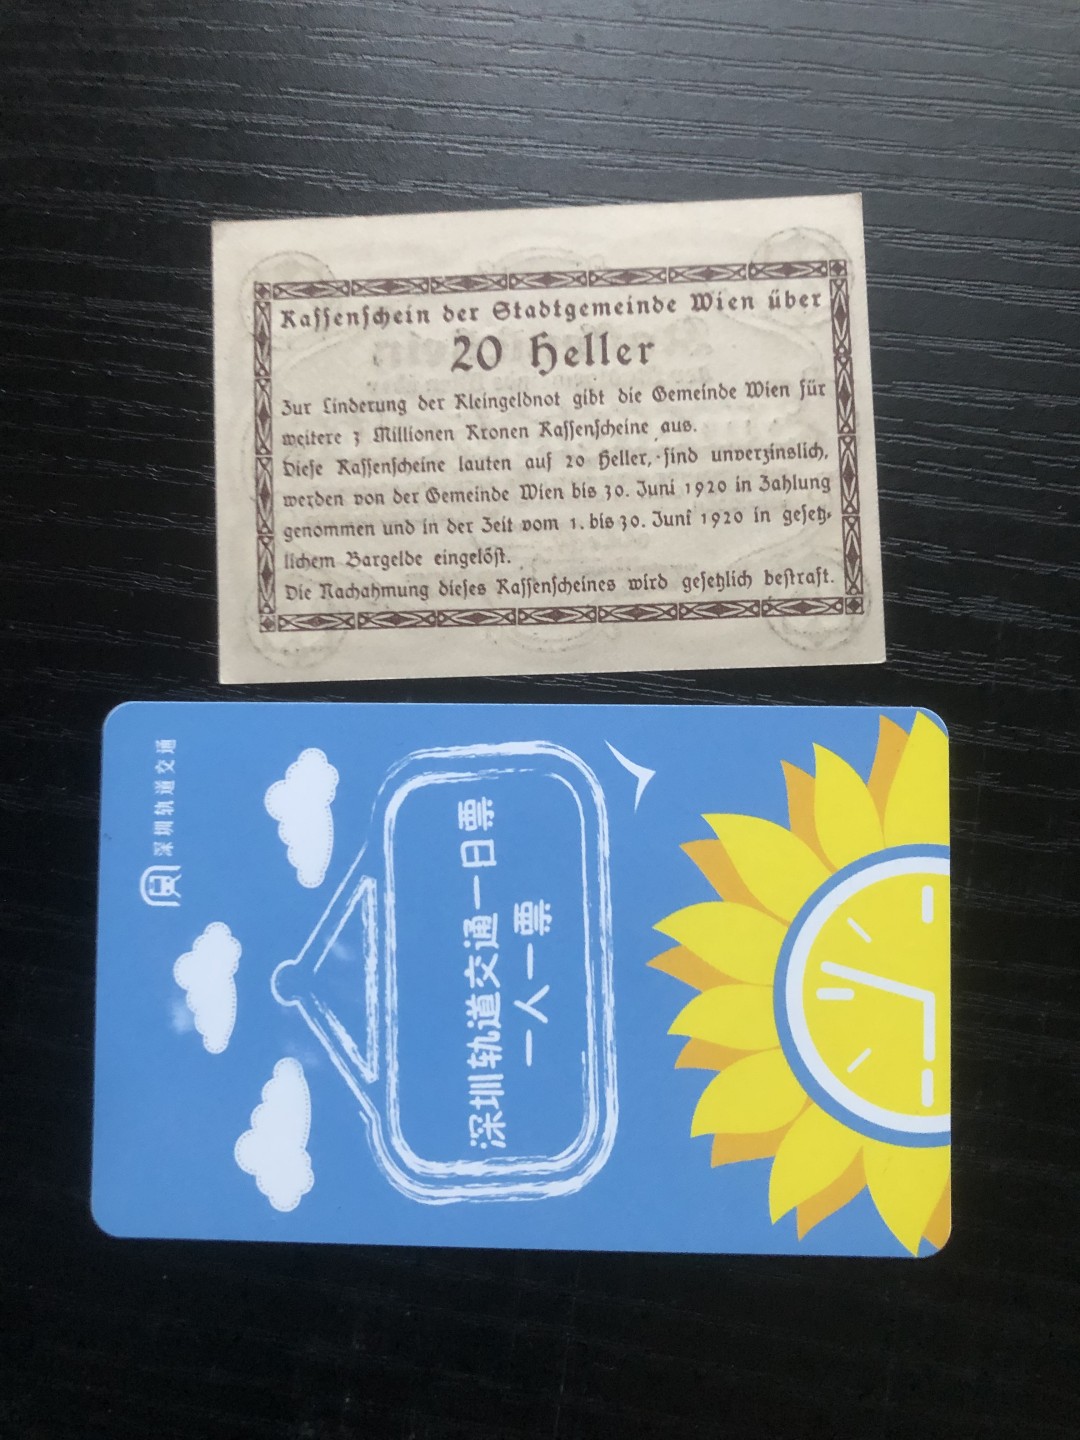 Kassenschein der Stadtgemeinde Wien über
20 Heller
Zur Linderung der Kleingeldnot gibt die Gemeinde Wien für
weitere 3 Millionen Kronen Kassenscheine aus.
Diese Kassenscheine lauten auf 20 Heller, sind unverzinslich,
werden von der Gemeinde Wien bis 30. Juni 1920 in Zahlung
genommen und in der Zeit vom 1. bis 30. Juni 1920 in gesetz-
lichem Bargelde eingelöst.
Die Nachahmung dieses Kassenscheines wird gesetzlich bestraft.
深圳轨道交通
深圳轨道交通一日票
一人一票